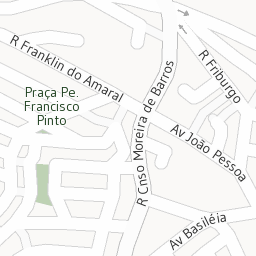 R Franklin do Amaral
R Friburgo
Praça Pe.
Francisco
Pinto
R Cnso Moreira de Barros
Av João Pessoa
Av Basiléia